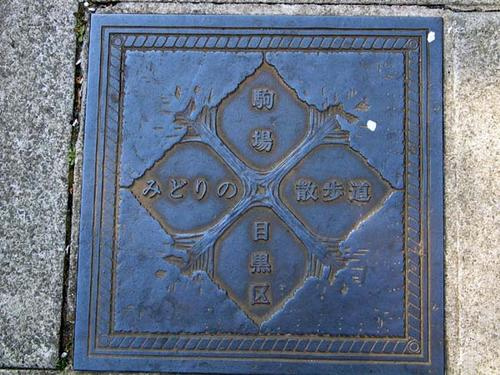 駒場
みどりの 散歩道
目黒区